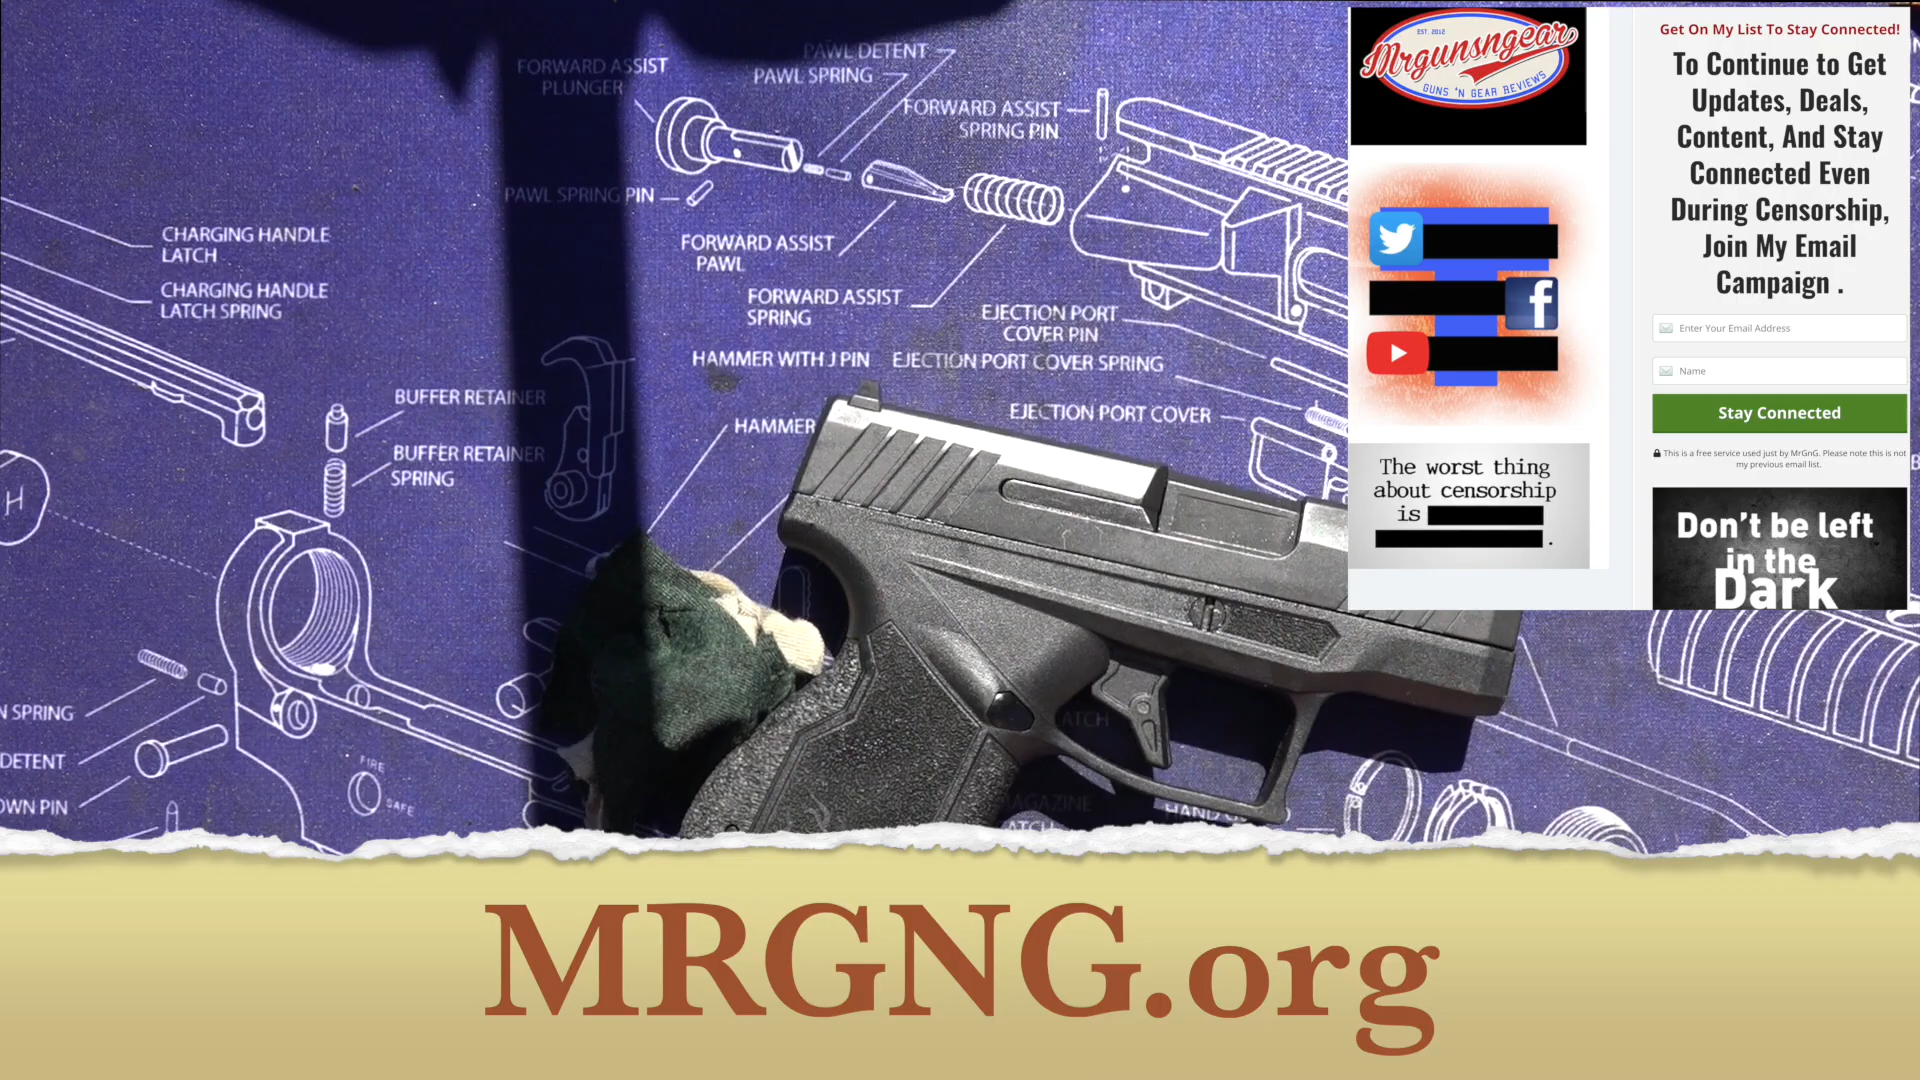 PAWL DETENT
FORWARD ASSIST
PLUNGER
PAWL SPRING
FORWARD ASSIST
SPRING PIN
PAWL SPRING PIN
CHARGING HANDLE
LATCH
FORWARD ASSIST
PAWL
CHARGING HANDLE
LATCH SPRING
FORWARD ASSIST
SPRING
EJECTION PORT
COVER PIN
HAMMER WITH J PIN
EJECTION PORT COVER SPRING
BUFFER RETAINER
EJECTION PORT COVER
HAMMER
BUFFER RETAINER
SPRING
H
N SPRING
DETENT
OWN PIN
FIRE
SAFE
ATCH
MAGAZINE
ATCH
EST. 2012
Mrgunsngear
GUNS 'N GEAR REVIEWS
The worst thing
about censorship
is
.
Get On My List To Stay Connected!
To Continue to Get
Updates, Deals,
Content, And Stay
Connected Even
During Censorship,
Join My Email
Campaign .
Enter Your Email Address
Name
Stay Connected
This is a free service used just by MrGnG. Please note this is not
my previous email list.
Don't be left
in the
Dark
MRGNG.org